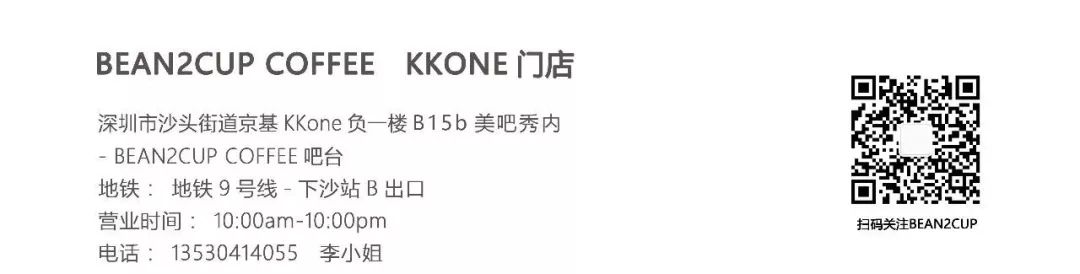 BEAN2CUP COFFEE KKONE 门店
深圳市沙头街道京基 KKone 负一楼 B15b 美吧秀内
- BEAN2CUP COFFEE 吧台
地铁： 地铁 9 号线 - 下沙站 B 出口
营业时间： 10:00am-10:00pm
电话： 13530414055 李小姐
扫码关注BEAN2CUP